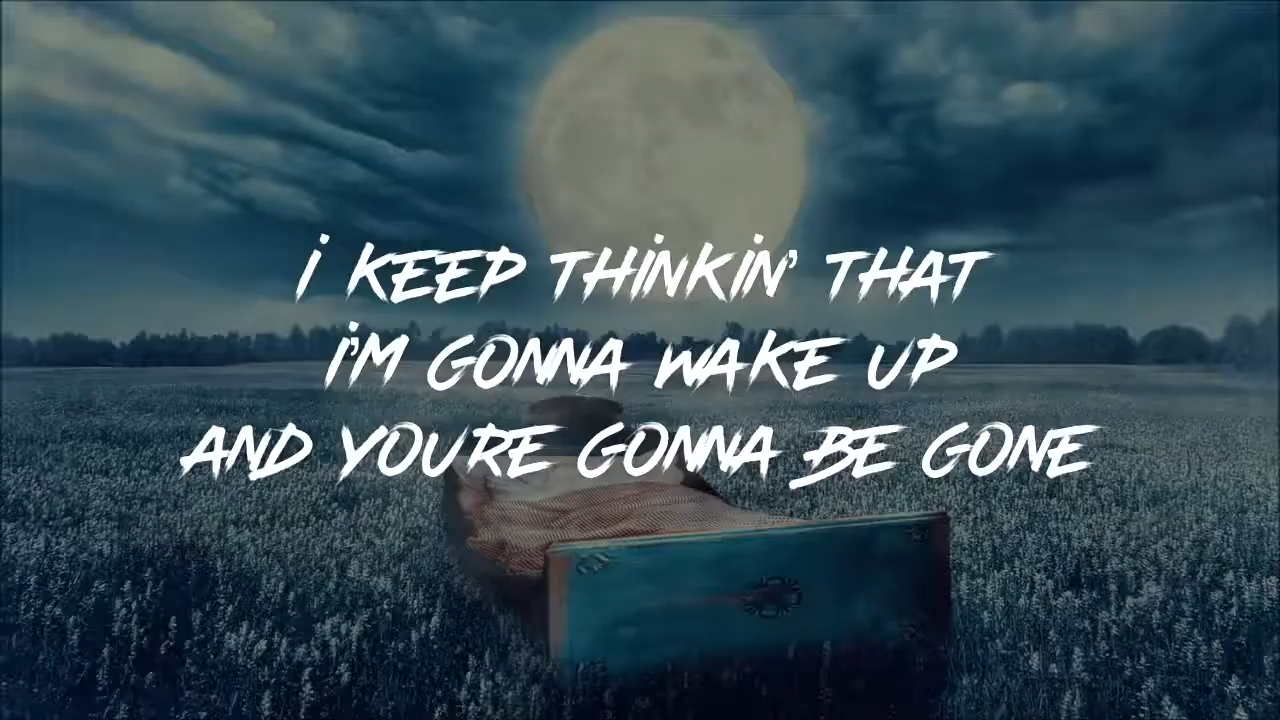 I KEEP THINKIN' THAT
I'M GONNA WAKE UP
AND YOU'RE GONNA BE GONE